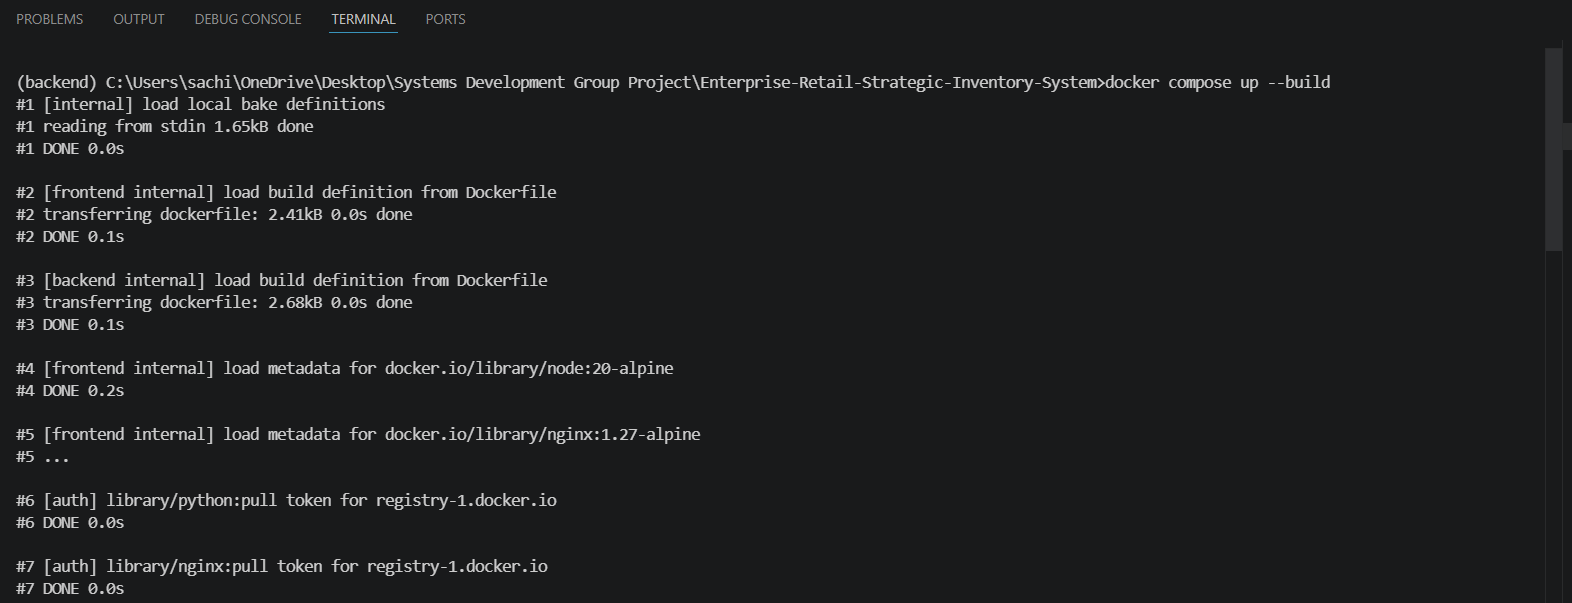 PROBLEMS OUTPUT DEBUG CONSOLE TERMINAL PORTS
(backend) C:\Users\sachi\OneDrive\Desktop\Systems Development Group Project\Enterprise-Retail-Strategic-Inventory-System>docker compose up --build
#1 [internal] load local bake definitions
#1 reading from stdin 1.65kB done
#1 DONE 0.0s
#2 [frontend internal] load build definition from Dockerfile
#2 transferring dockerfile: 2.41kB 0.0s done
#2 DONE 0.1s
#3 [backend internal] load build definition from Dockerfile
#3 transferring dockerfile: 2.68kB 0.0s done
#3 DONE 0.1s
#4 [frontend internal] load metadata for docker.io/library/node:20-alpine
#4 DONE 0.2s
#5 [frontend internal] load metadata for docker.io/library/nginx:1.27-alpine
#5 ...
#6 [auth] library/python:pull token for registry-1.docker.io
#6 DONE 0.0s
#7 [auth] library/nginx:pull token for registry-1.docker.io
#7 DONE 0.0s